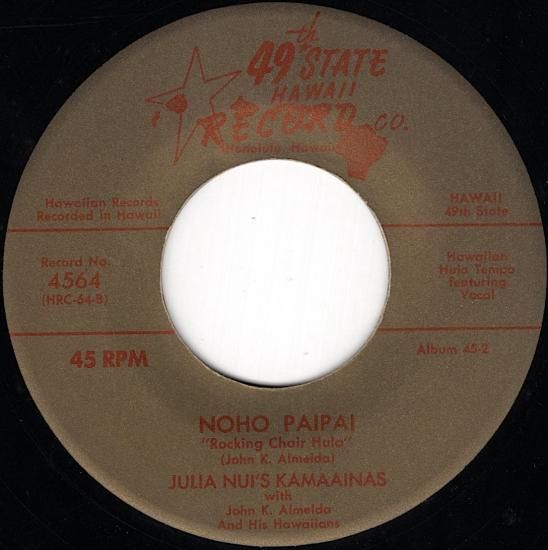 49th STATE
HAWAII
RECORD CO.
Honolulu, Hawaii
Hawaiian Records
Recorded in Hawaii
HAWAII
49th State
Record No.
4564
(HRC-64-B)
Hawaiian
Hula Tempo
featuring
Vocal
45 RPM
Album 45-2
NOHO PAIPAI
"Rocking Chair Hula"
(John K. Almeida)
JULIA NUI'S KAMAAINAS
with
John K. Almeida
And His Hawaiians